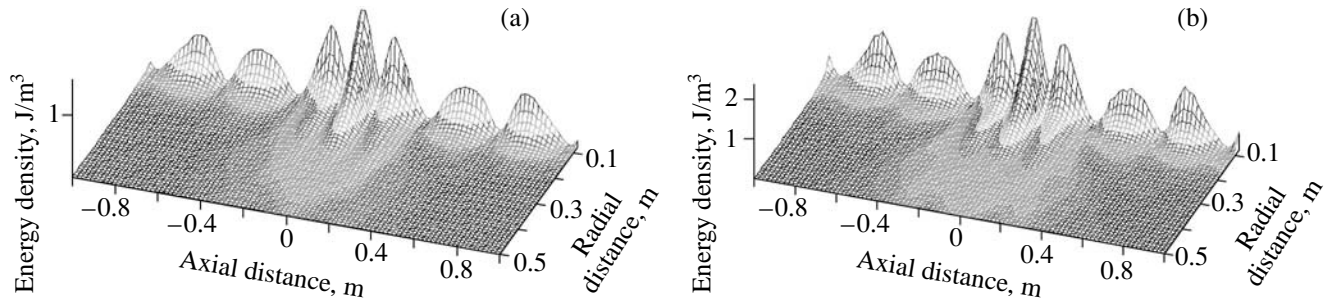 (a)
Energy density, J/m³
1
−0.8
−0.4
0
0.4
0.8
Axial distance, m
0.1
0.3
0.5
Radial
distance, m
(b)
Energy density, J/m³
2
1
−0.8
−0.4
0
0.4
0.8
Axial distance, m
0.1
0.3
0.5
Radial
distance, m